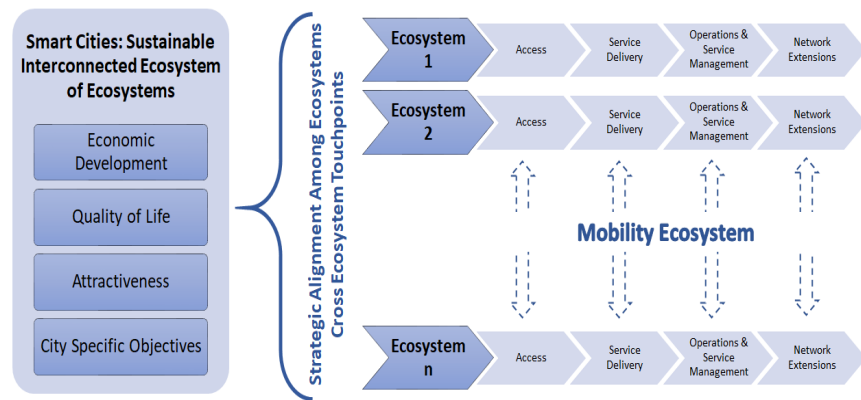 Smart Cities: Sustainable
Interconnected Ecosystem
of Ecosystems
Economic
Development
Quality of Life
Attractiveness
City Specific Objectives
Strategic Alignment Among Ecosystems
Cross Ecosystem Touchpoints
Ecosystem
1
Access
Service
Delivery
Operations &
Service
Management
Network
Extensions
Ecosystem
2
Access
Service
Delivery
Operations &
Service
Management
Network
Extensions
Mobility Ecosystem
Ecosystem
n
Access
Service
Delivery
Operations &
Service
Management
Network
Extensions